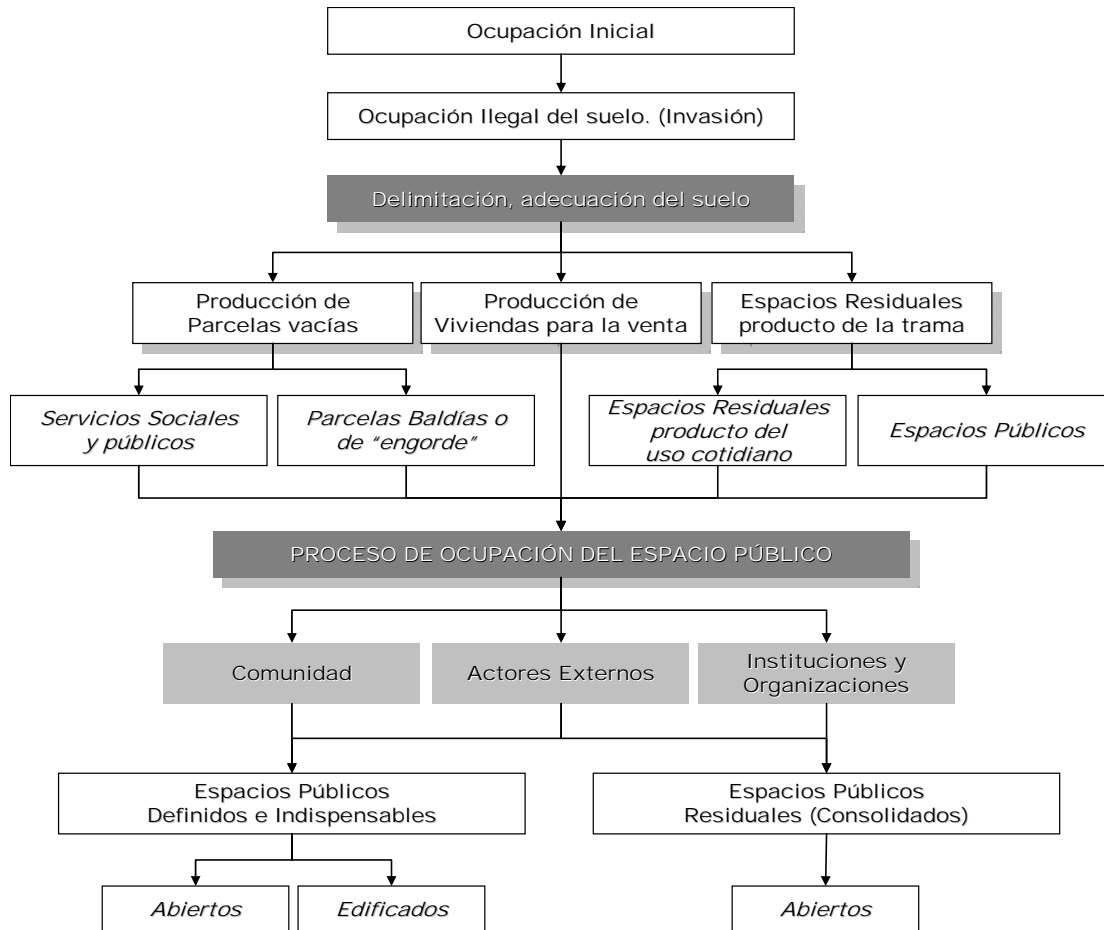 Ocupación Inicial
Ocupación Ilegal del suelo. (Invasión)
Delimitación, adecuación del suelo
Producción de
Parcelas vacías
Producción de
Viviendas para la venta
Espacios Residuales
producto de la trama
Servicios Sociales
y públicos
Parcelas Baldías o
de “engorde”
Espacios Residuales
producto del
uso cotidiano
Espacios Públicos
PROCESO DE OCUPACIÓN DEL ESPACIO PÚBLICO
Comunidad
Actores Externos
Instituciones y
Organizaciones
Espacios Públicos
Definidos e Indispensables
Espacios Públicos
Residuales (Consolidados)
Abiertos
Edificados
Abiertos